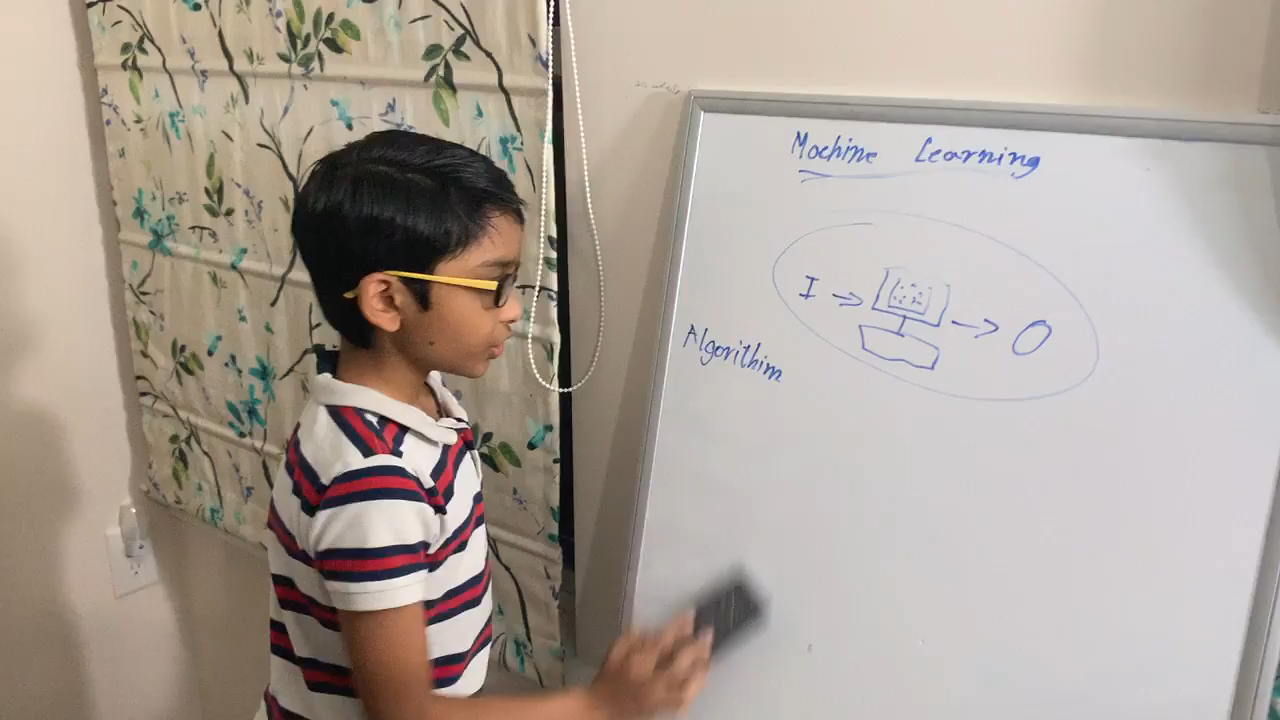 Machine Learning
I → → O
Algorithim